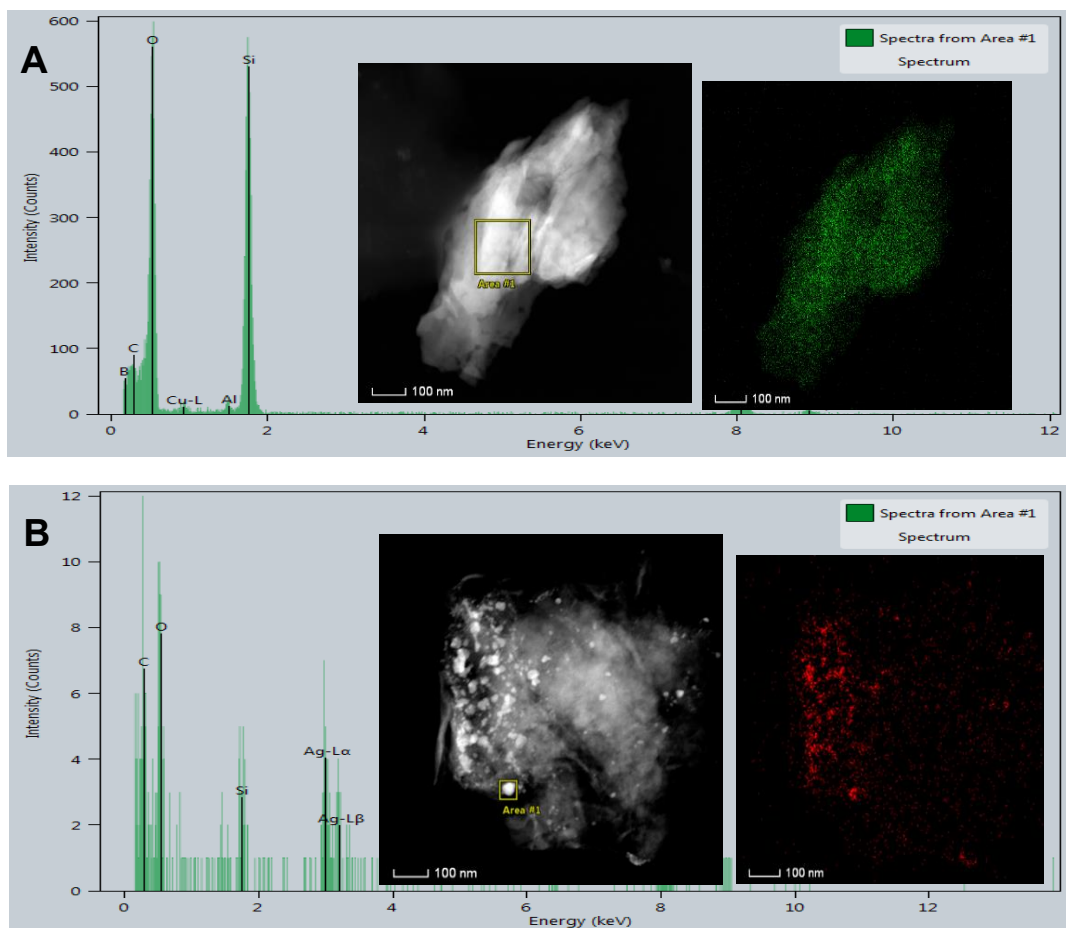 A
Intensity (Counts)
600
500
400
300
200
100
0
O
Si
C
B
Cu-L
Al
Spectra from Area #1
Spectrum
Area #1
100 nm
100 nm
0 2 4 6 8 10 12
Energy (keV)
B
Intensity (Counts)
12
10
8
6
4
2
0
O
C
Si
Ag-Lα
Ag-Lβ
Spectra from Area #1
Spectrum
Area #1
100 nm
100 nm
0 2 4 6 8 10 12
Energy (keV)